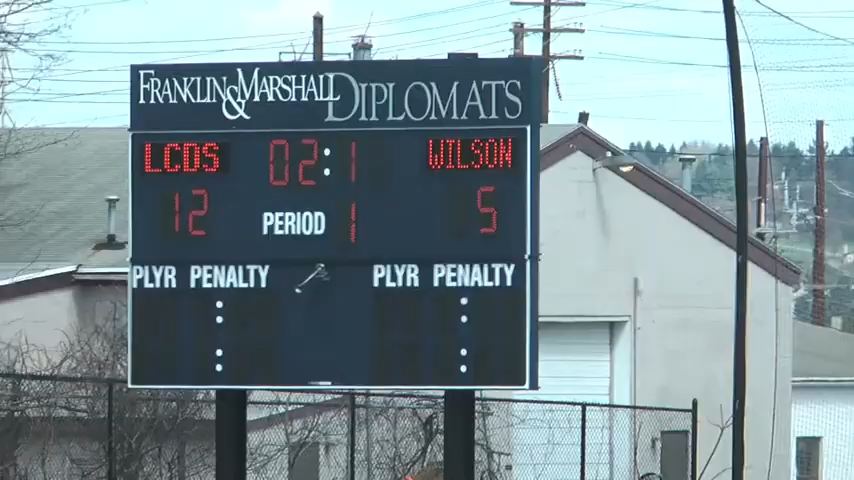 FRANKLIN & MARSHALL DIPLOMATS
LCDS 02:1 WILSON
12 PERIOD 1 5
PLYR PENALTY PLYR PENALTY